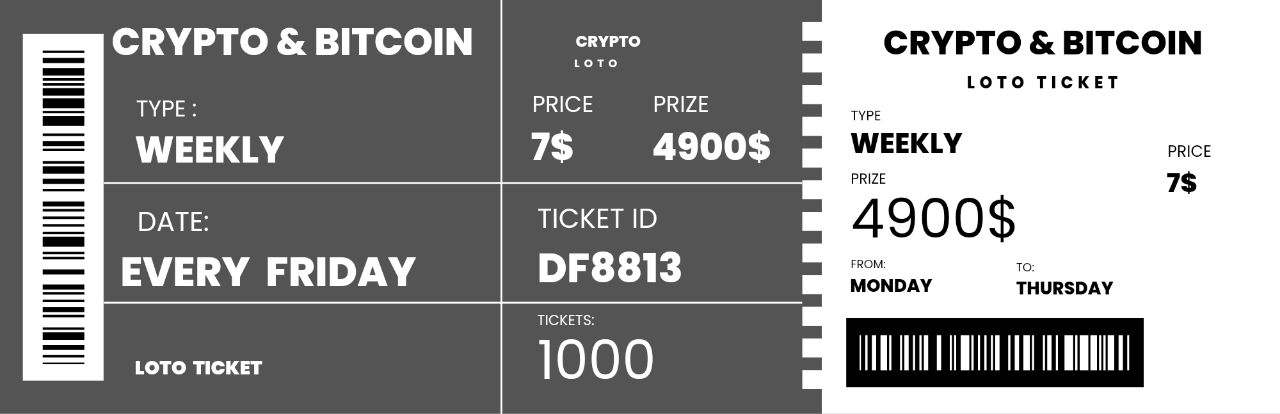 CRYPTO & BITCOIN
TYPE :
WEEKLY
DATE:
EVERY FRIDAY
LOTO TICKET
CRYPTO
LOTO
PRICE PRIZE
7$ 4900$
TICKET ID
DF8813
TICKETS:
1000
CRYPTO & BITCOIN
LOTO TICKET
TYPE
WEEKLY
PRICE
7$
PRIZE
4900$
FROM: TO:
MONDAY THURSDAY